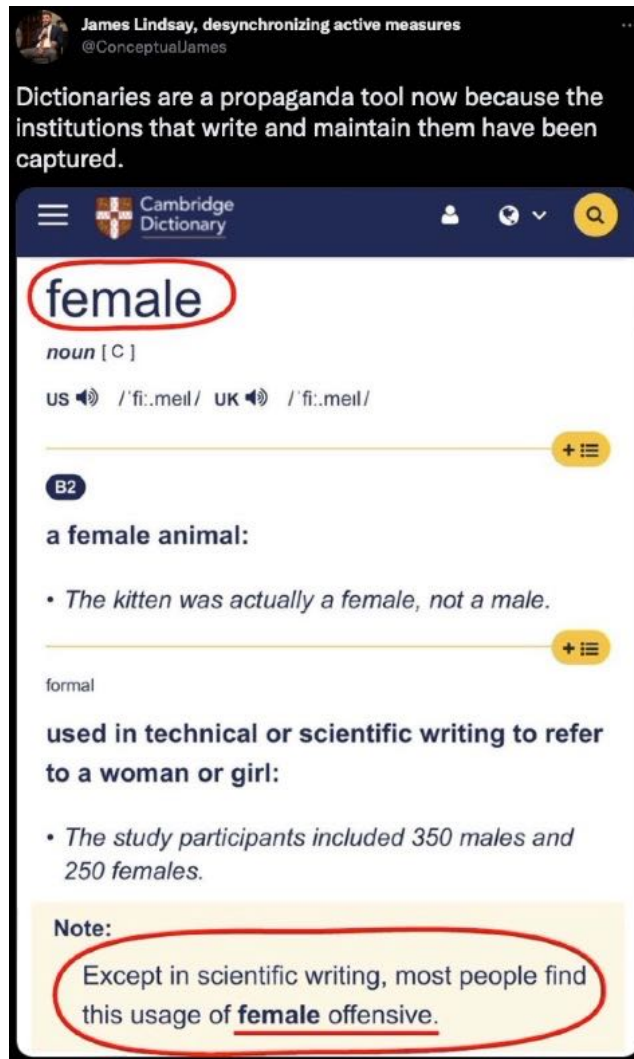 James Lindsay, desynchronizing active measures
@ConceptualJames
Dictionaries are a propaganda tool now because the
institutions that write and maintain them have been
captured.
Cambridge
Dictionary
female
noun [ C ]
US /ˈfiː.meɪl/ UK /ˈfiː.meɪl/
+
B2
a female animal:
• The kitten was actually a female, not a male.
+
formal
used in technical or scientific writing to refer
to a woman or girl:
• The study participants included 350 males and
250 females.
Note:
Except in scientific writing, most people find
this usage of female offensive.